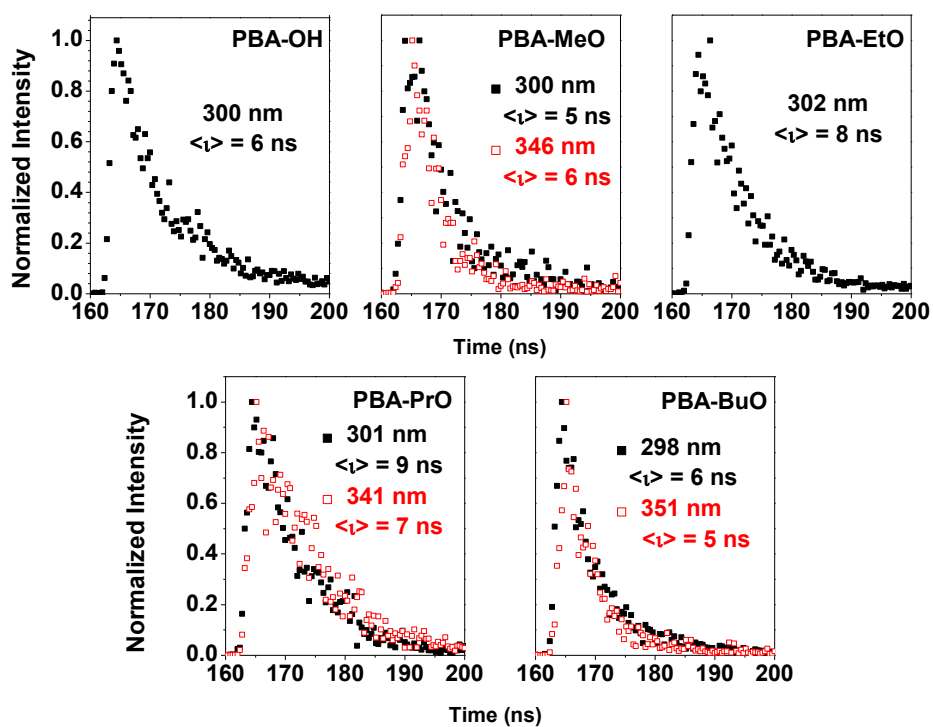 PBA-OH
300 nm
<ι> = 6 ns
PBA-MeO
300 nm
<ι> = 5 ns
346 nm
<ι> = 6 ns
PBA-EtO
302 nm
<ι> = 8 ns
Normalized Intensity
1.0
0.8
0.6
0.4
0.2
0.0
160 170 180 190 200
160 170 180 190 200
160 170 180 190 200
Time (ns)
PBA-PrO
301 nm
<ι> = 9 ns
341 nm
<ι> = 7 ns
PBA-BuO
298 nm
<ι> = 6 ns
351 nm
<ι> = 5 ns
Normalized Intensity
1.0
0.8
0.6
0.4
0.2
0.0
160 170 180 190 200
160 170 180 190 200
Time (ns)